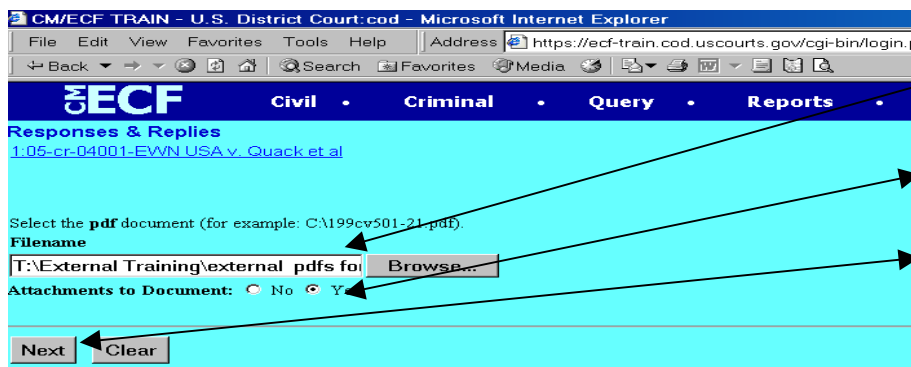 CM/ECF TRAIN - U.S. District Court:cod - Microsoft Internet Explorer
File Edit View Favorites Tools Help Address https://ecf-train.cod.uscourts.gov/cgi-bin/login.
Back Search Favorites Media
CM ECF Civil • Criminal • Query • Reports •
Responses & Replies
1:05-cr-04001-EWN USA v. Quack et al
Select the pdf document (for example: C:\199cv501-21.pdf).
Filename
T:\External Training\external pdfs for Browse...
Attachments to Document: No Yes
Next Clear